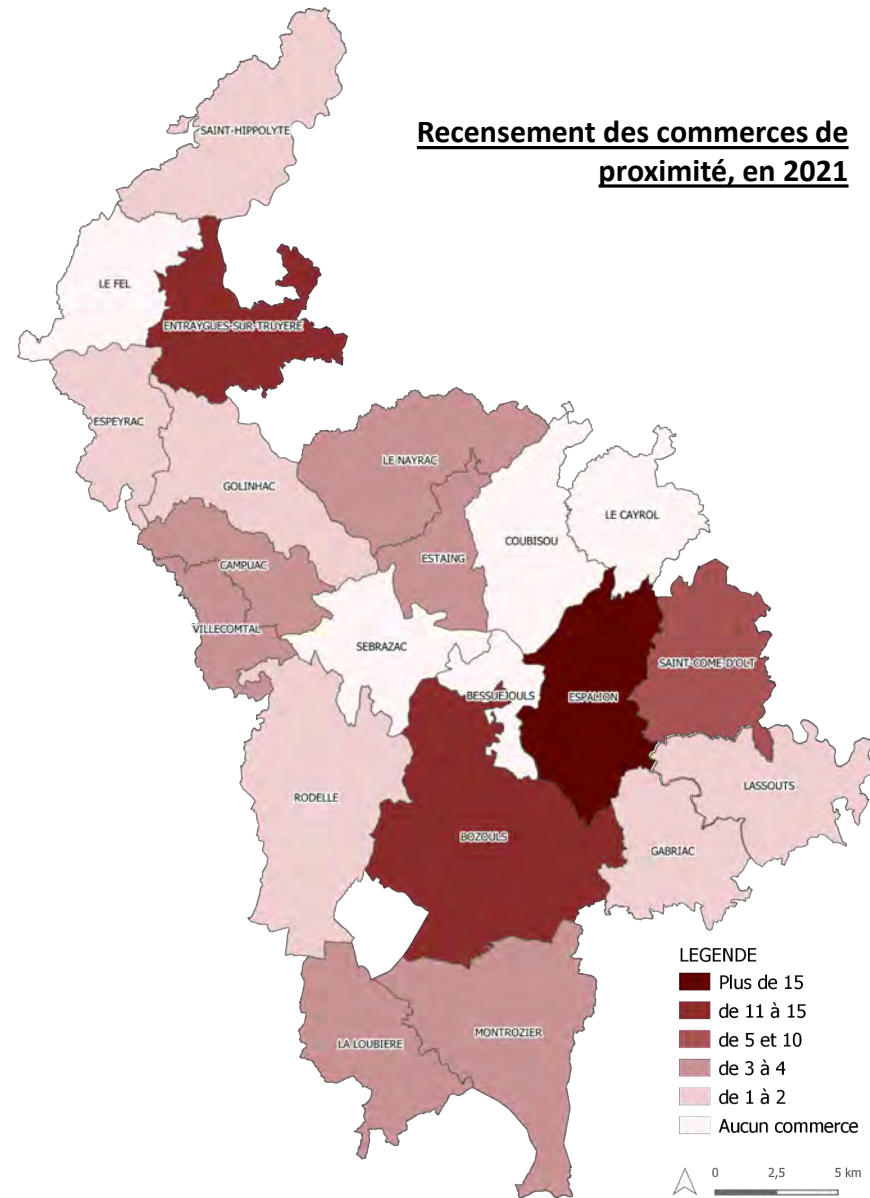 Recensement des commerces de
proximité, en 2021
SAINT-HIPPOLYTE
LE FEL
ENTRAYGUES-SUR-TRUYERE
ESPEYRAC
LE NAYRAC
GOLINHAC
LE CAYROL
COUBISOU
ESTAING
CAMPUAC
VILLECOMTAL
SEBRAZAC
SAINT-COME-D'OLT
BESSUEJOULS
ESPALION
LASSOUTS
RODELLE
BOZOULS
GABRIAC
MONTROZIER
LA LOUBIERE
LEGENDE
Plus de 15
de 11 à 15
de 5 et 10
de 3 à 4
de 1 à 2
Aucun commerce
0 2,5 5 km